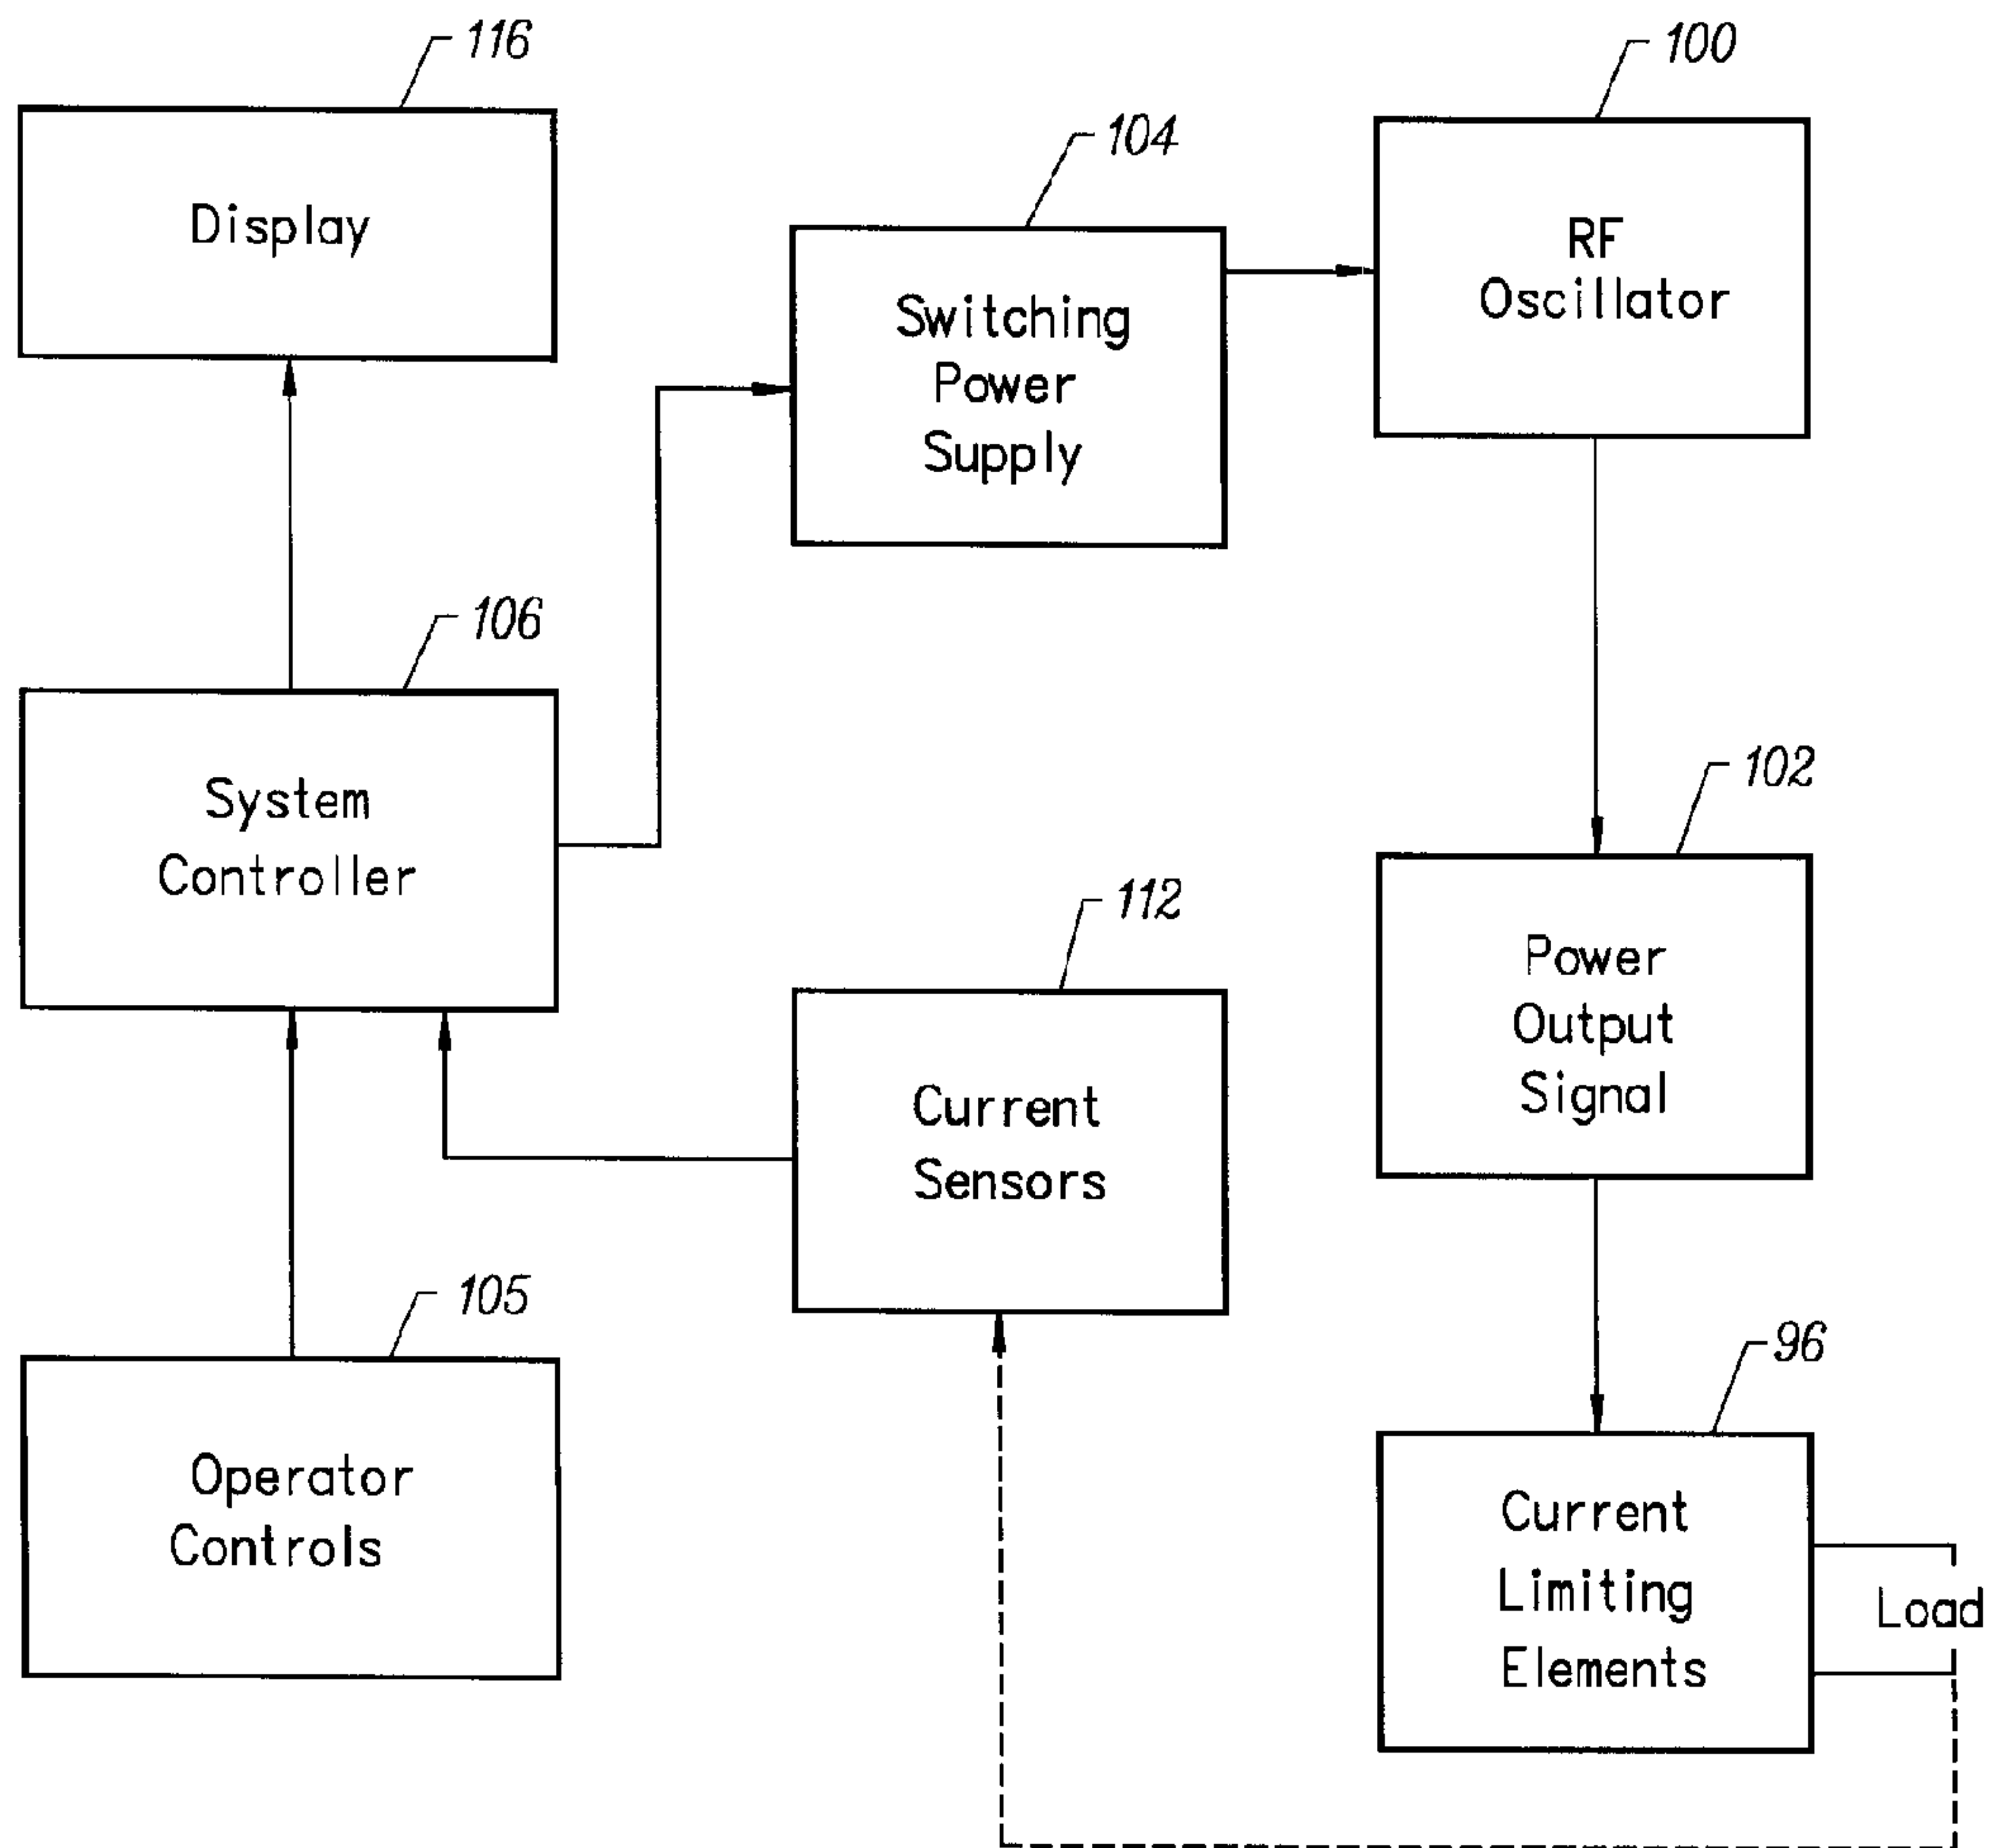 116
Display
104
Switching
Power
Supply
100
RF
Oscillator
106
System
Controller
112
Current
Sensors
102
Power
Output
Signal
105
Operator
Controls
96
Current
Limiting
Elements
Load